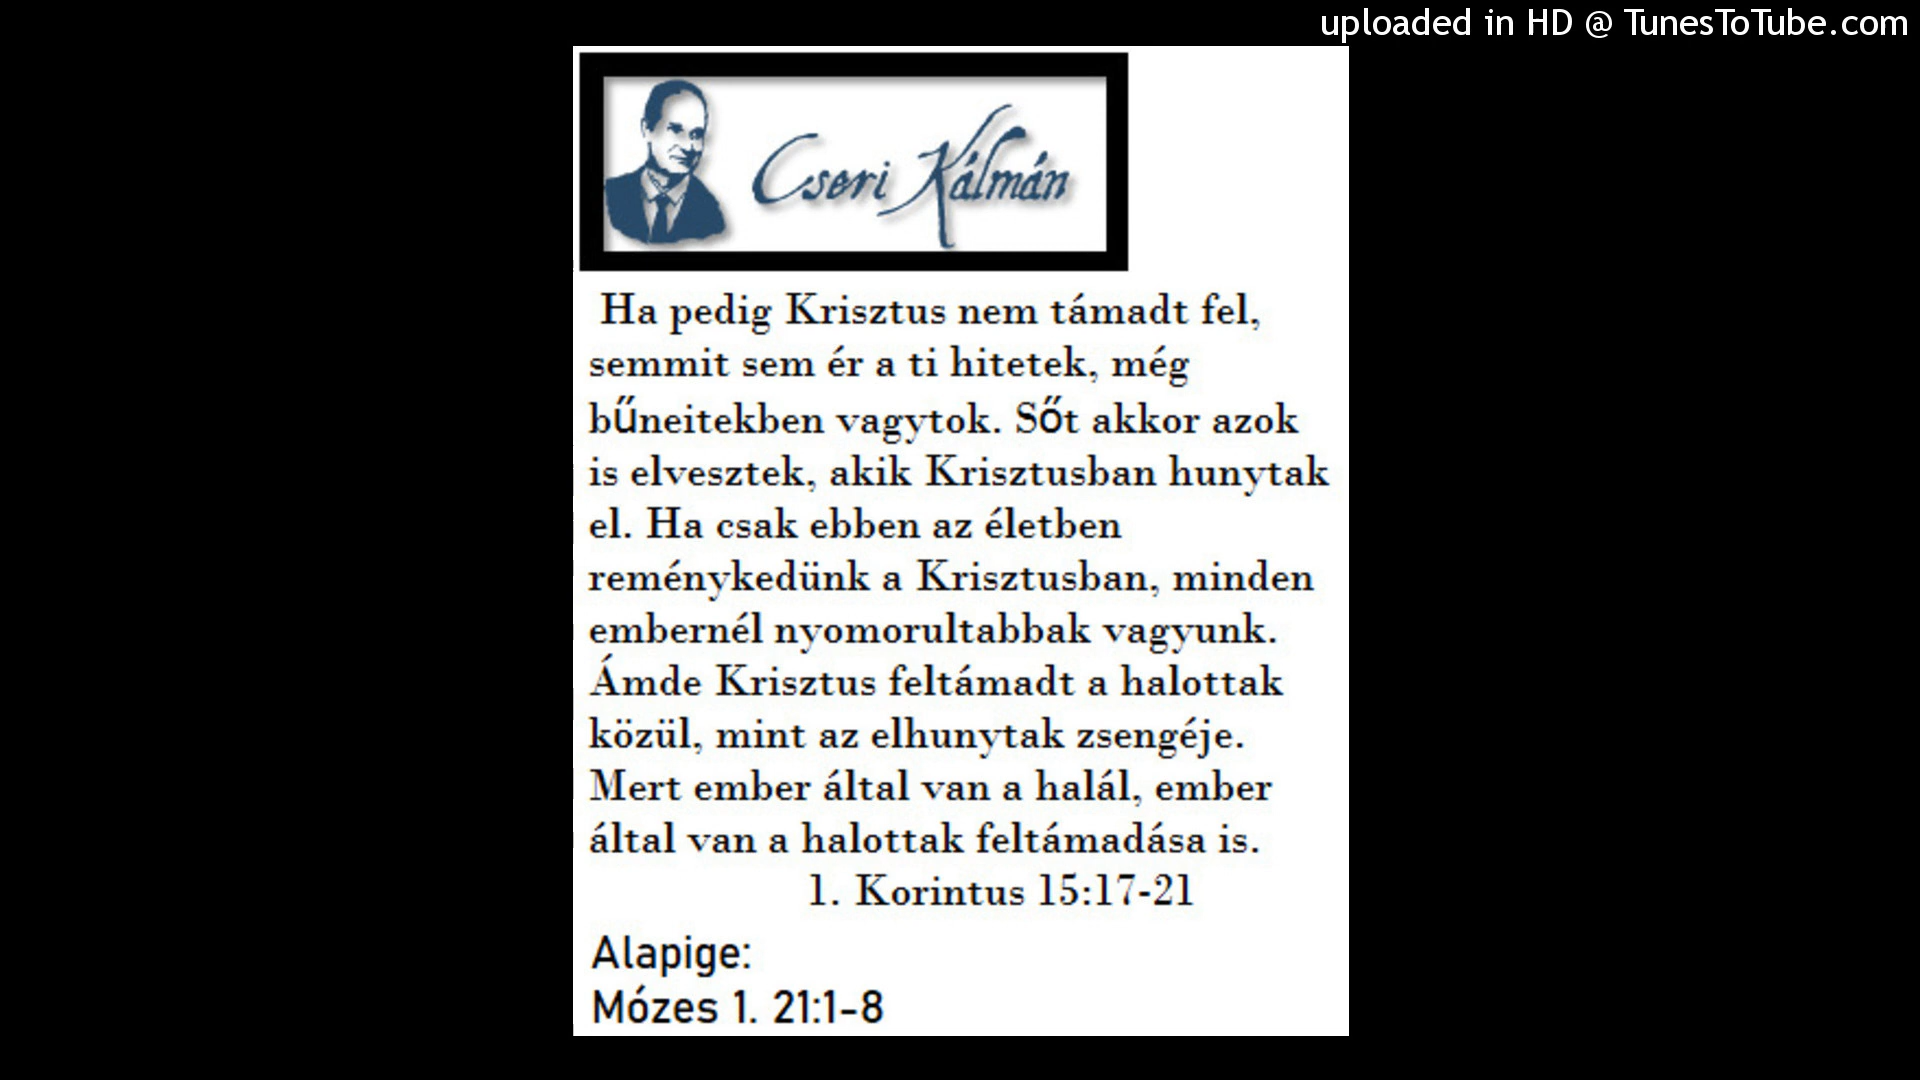 uploaded in HD @ TunesToTube.com
Cseri Kálmán
Ha pedig Krisztus nem támadt fel,
semmit sem ér a ti hitetek, még
bűneitekben vagytok. Sőt akkor azok
is elvesztek, akik Krisztusban hunytak
el. Ha csak ebben az életben
reménykedünk a Krisztusban, minden
embernél nyomorultabbak vagyunk.
Ámde Krisztus feltámadt a halottak
közül, mint az elhunytak zsengéje.
Mert ember által van a halál, ember
által van a halottak feltámadása is.
1. Korintus 15:17-21
Alapige:
Mózes 1. 21:1-8